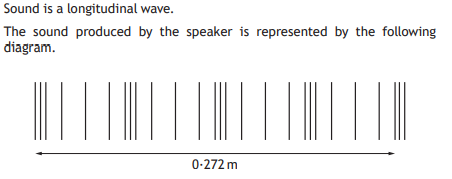 Sound is a longitudinal wave.
The sound produced by the speaker is represented by the following
diagram.
0·272 m